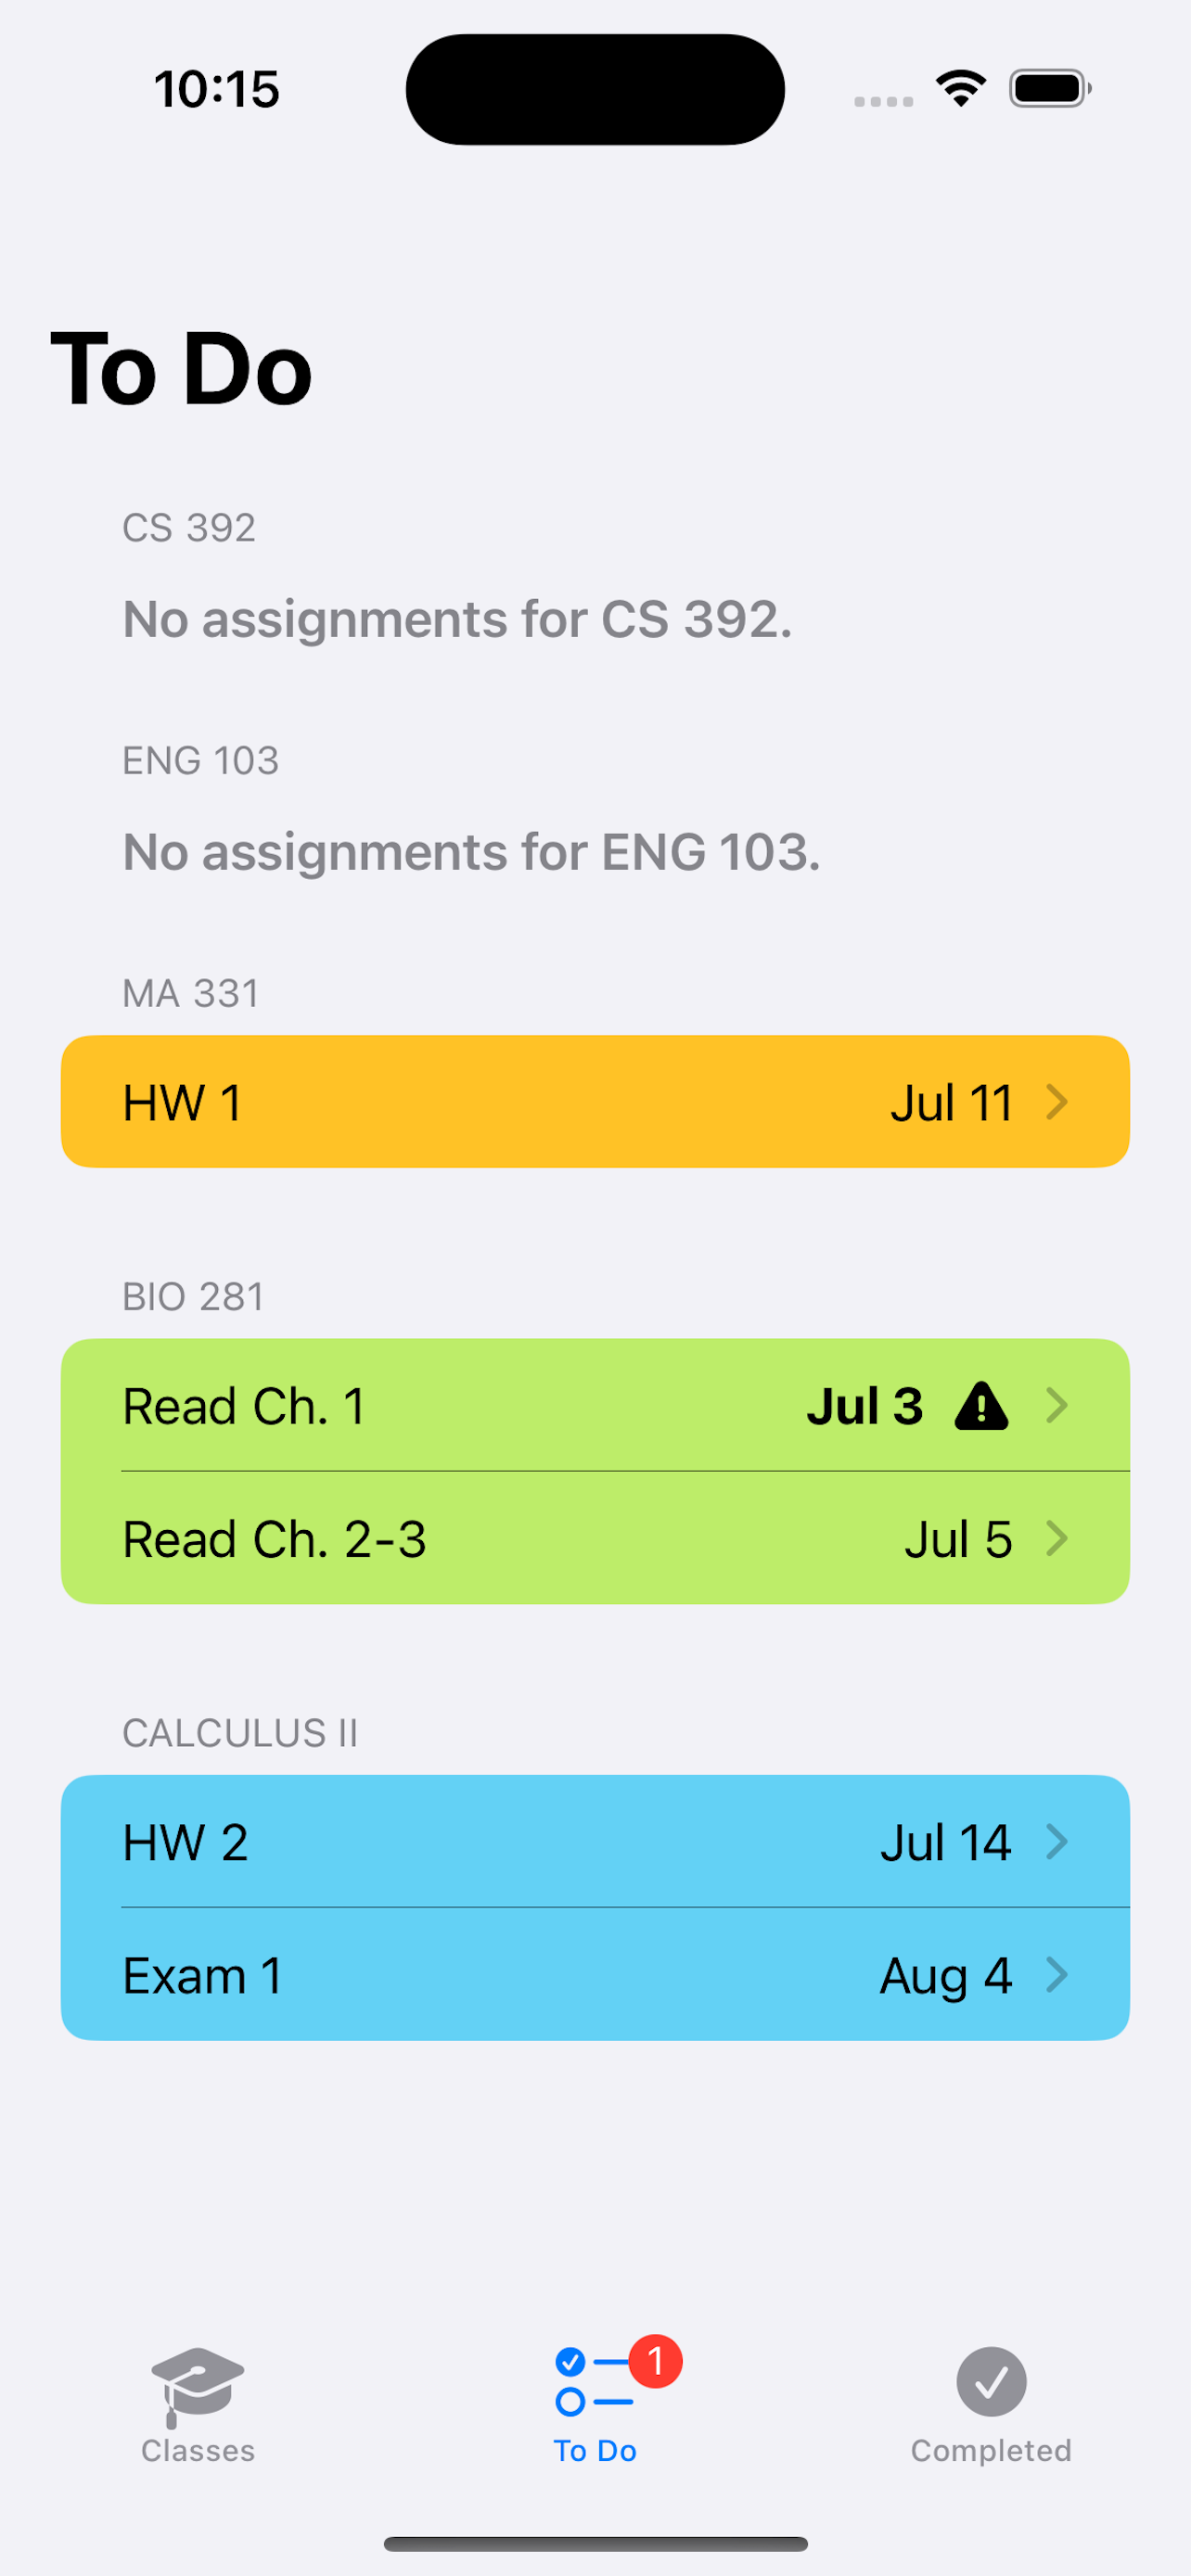 10:15
To Do
CS 392
No assignments for CS 392.
ENG 103
No assignments for ENG 103.
MA 331
HW 1 Jul 11
BIO 281
Read Ch. 1 Jul 3
Read Ch. 2-3 Jul 5
CALCULUS II
HW 2 Jul 14
Exam 1 Aug 4
1
Classes To Do Completed